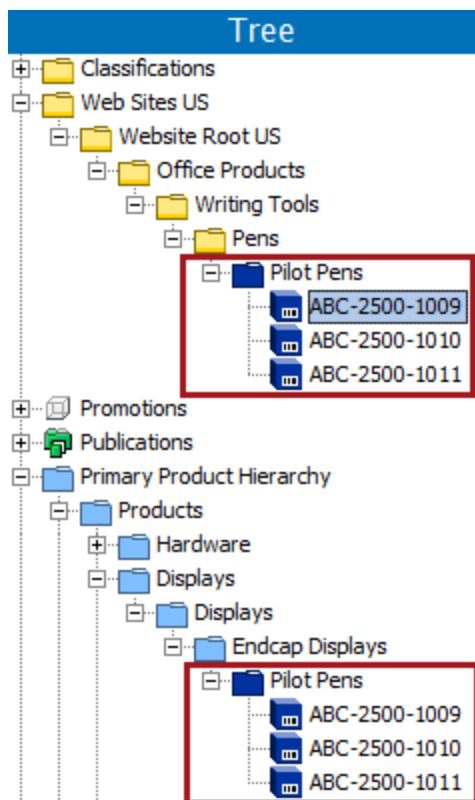 Tree
Classifications
Web Sites US
Website Root US
Office Products
Writing Tools
Pens
Pilot Pens
ABC-2500-1009
ABC-2500-1010
ABC-2500-1011
Promotions
Publications
Primary Product Hierarchy
Products
Hardware
Displays
Displays
Endcap Displays
Pilot Pens
ABC-2500-1009
ABC-2500-1010
ABC-2500-1011